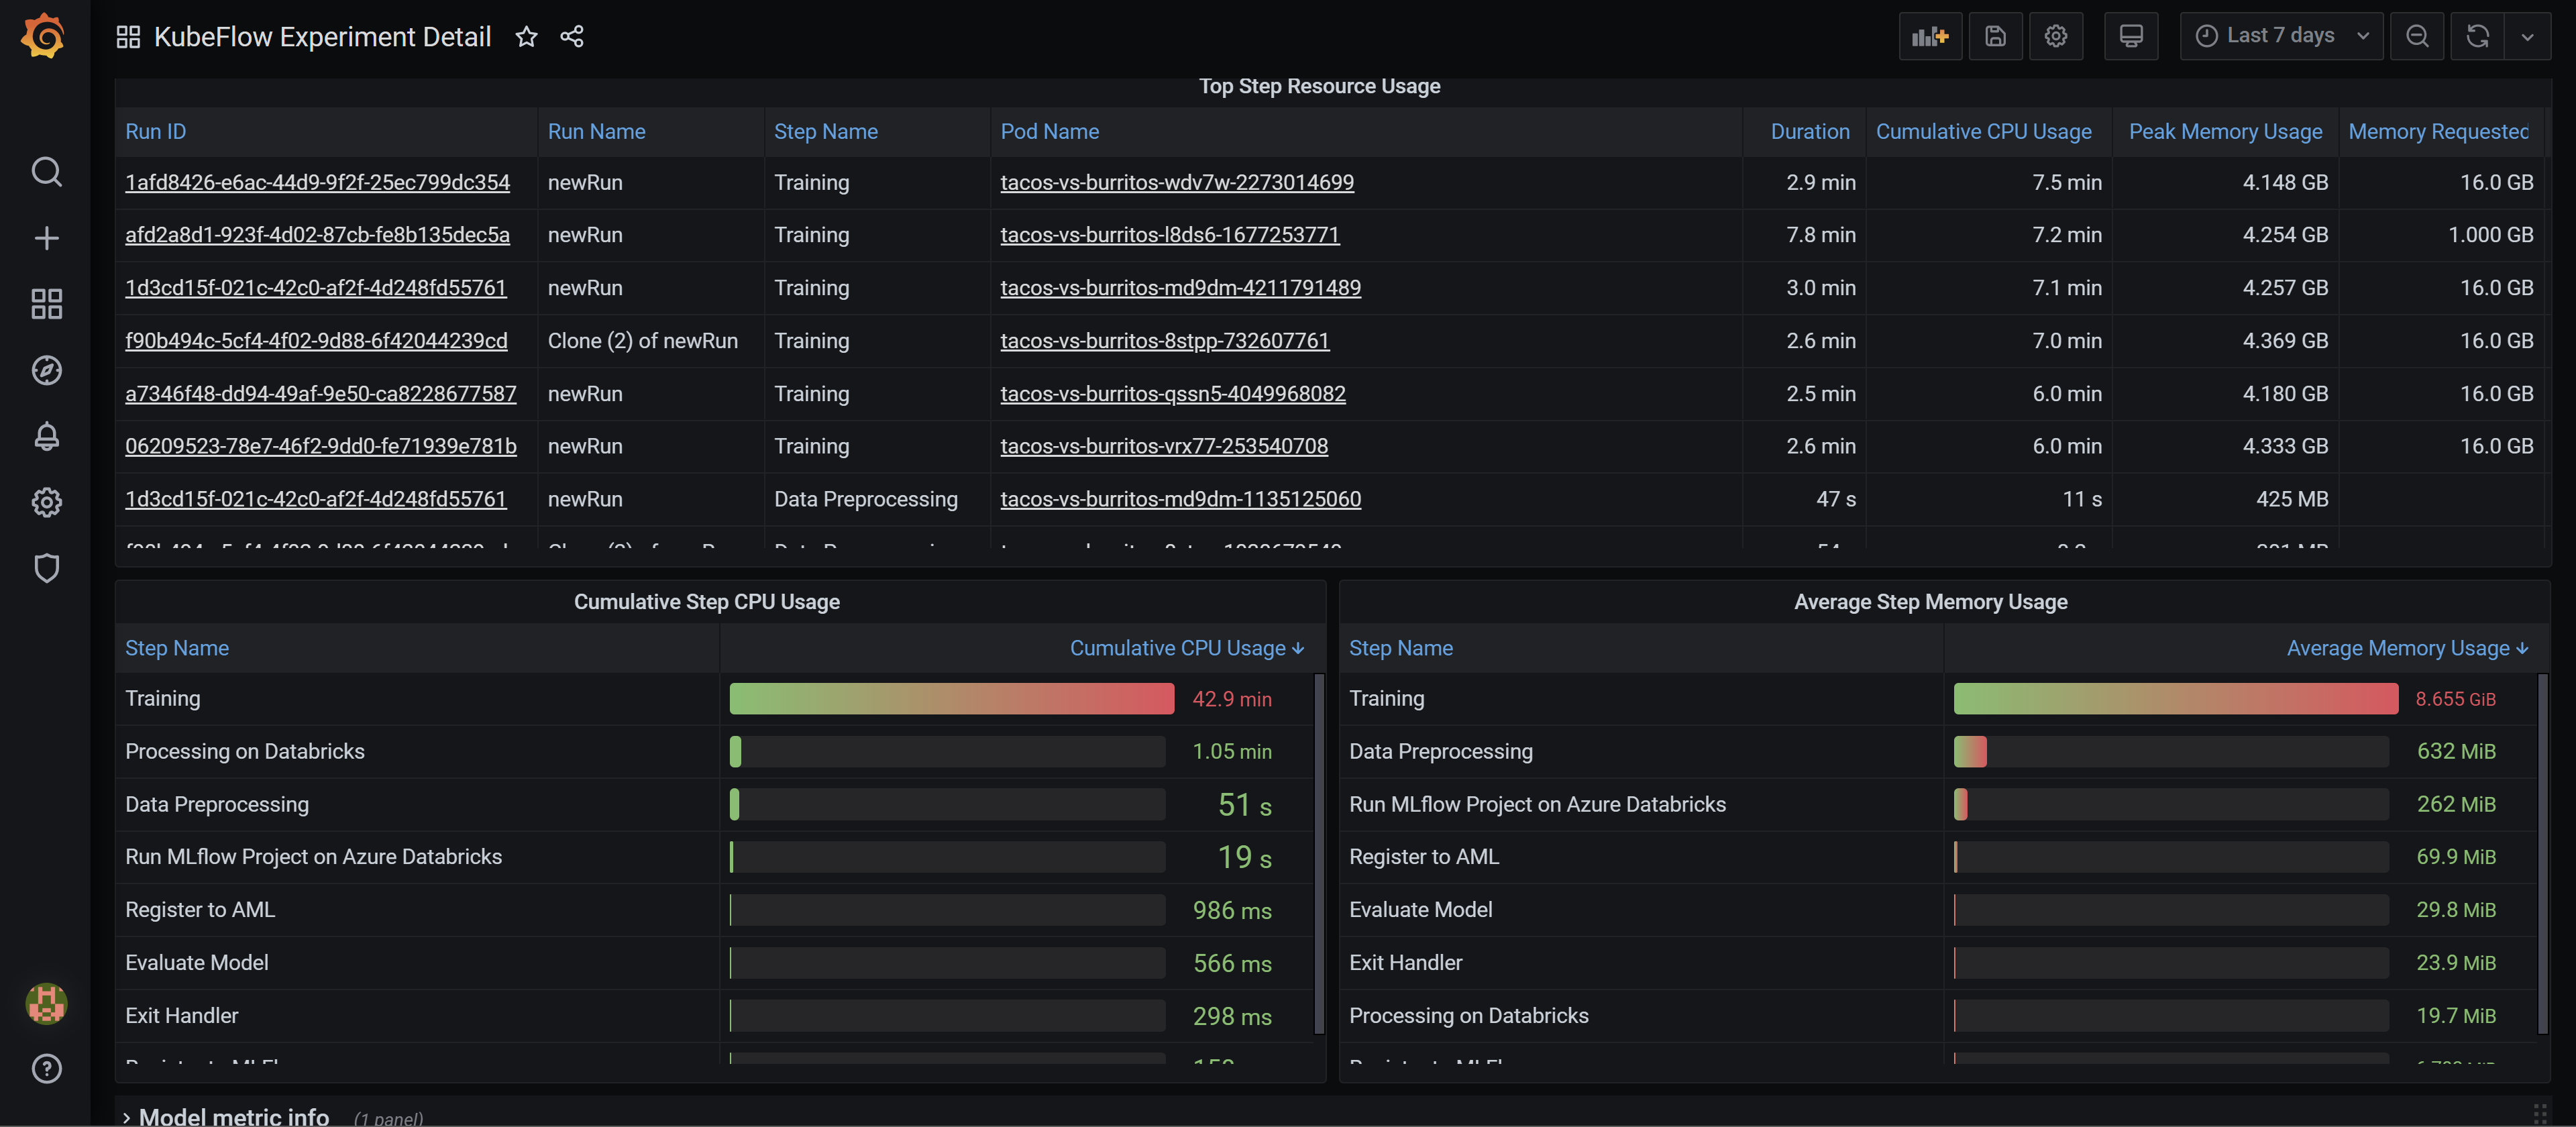 KubeFlow Experiment Detail
Last 7 days
Top Step Resource Usage
Run ID Run Name Step Name Pod Name Duration Cumulative CPU Usage Peak Memory Usage Memory Requested
1afd8426-e6ac-44d9-9f2f-25ec799dc354 newRun Training tacos-vs-burritos-wdv7w-2273014699 2.9 min 7.5 min 4.148 GB 16.0 GB
afd2a8d1-923f-4d02-87cb-fe8b135dec5a newRun Training tacos-vs-burritos-l8ds6-1677253771 7.8 min 7.2 min 4.254 GB 1.000 GB
1d3cd15f-021c-42c0-af2f-4d248fd55761 newRun Training tacos-vs-burritos-md9dm-4211791489 3.0 min 7.1 min 4.257 GB 16.0 GB
f90b494c-5cf4-4f02-9d88-6f42044239cd Clone (2) of newRun Training tacos-vs-burritos-8stpp-732607761 2.6 min 7.0 min 4.369 GB 16.0 GB
a7346f48-dd94-49af-9e50-ca8228677587 newRun Training tacos-vs-burritos-qssn5-4049968082 2.5 min 6.0 min 4.180 GB 16.0 GB
06209523-78e7-46f2-9dd0-fe71939e781b newRun Training tacos-vs-burritos-vrx77-253540708 2.6 min 6.0 min 4.333 GB 16.0 GB
1d3cd15f-021c-42c0-af2f-4d248fd55761 newRun Data Preprocessing tacos-vs-burritos-md9dm-1135125060 47 s 11 s 425 MB
Cumulative Step CPU Usage
Step Name Cumulative CPU Usage
Training 42.9 min
Processing on Databricks 1.05 min
Data Preprocessing 51 s
Run MLflow Project on Azure Databricks 19 s
Register to AML 986 ms
Evaluate Model 566 ms
Exit Handler 298 ms
Average Step Memory Usage
Step Name Average Memory Usage
Training 8.655 GiB
Data Preprocessing 632 MiB
Run MLflow Project on Azure Databricks 262 MiB
Register to AML 69.9 MiB
Evaluate Model 29.8 MiB
Exit Handler 23.9 MiB
Processing on Databricks 19.7 MiB
Model metric info (1 panel)